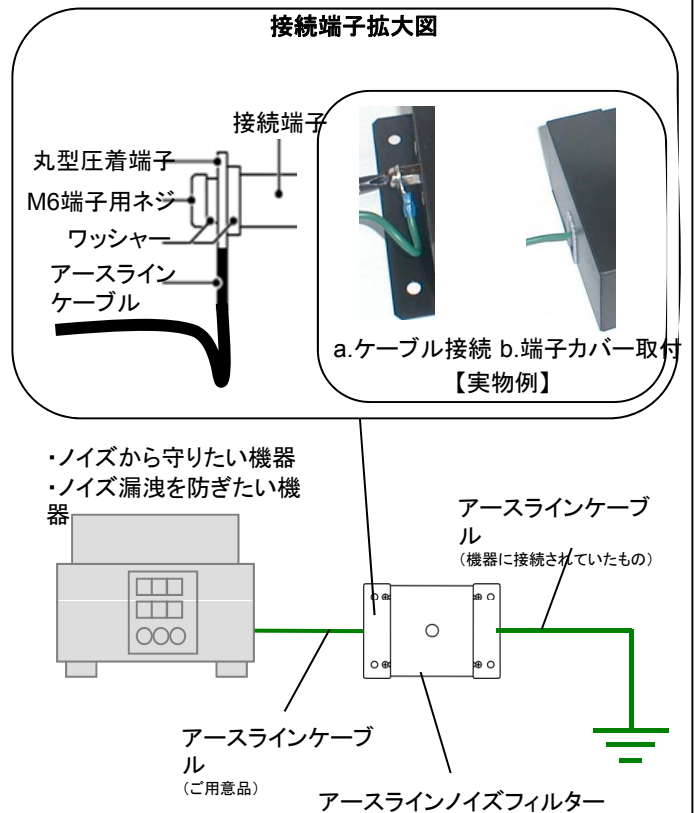 接続端子拡大図
接続端子
丸型圧着端子
M6端子用ネジ
ワッシャー
アースライン
ケーブル
a.ケーブル接続 b.端子カバー取付
【実物例】
・ノイズから守りたい機器
・ノイズ漏洩を防ぎたい機
器
アースラインケーブ
ル
（機器に接続されていたもの）
アースラインケーブ
ル
（ご用意品）
アースラインノイズフィルター